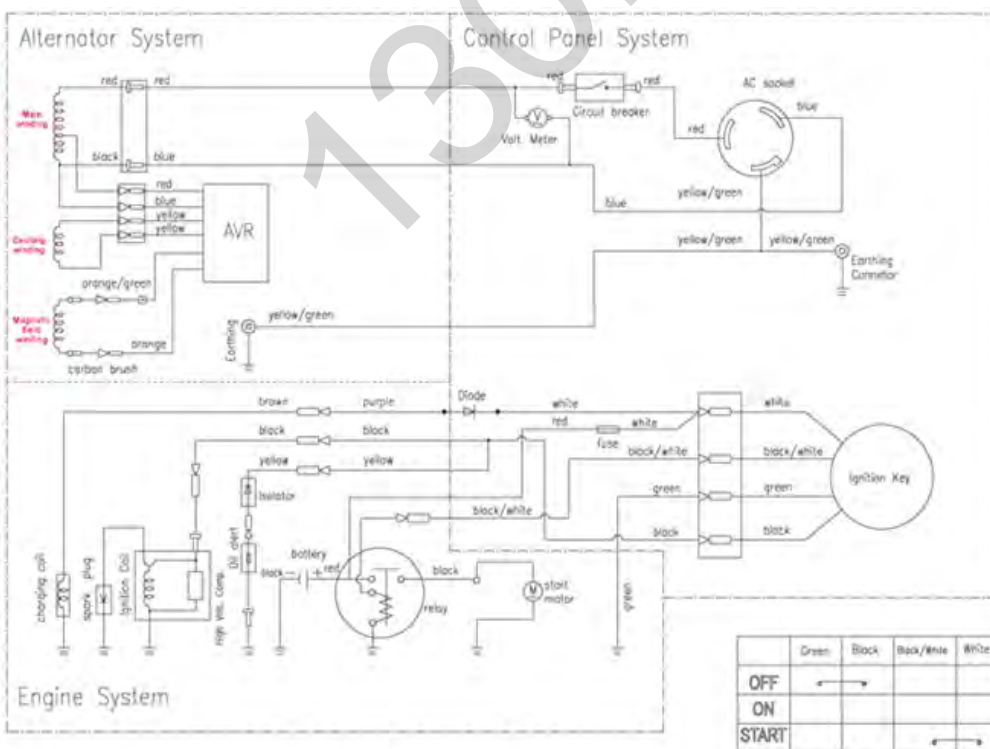 Alternator System
Control Panel System
red
red
red
red
AC socket
blue
Main
winding
Circuit breaker
red
Volt Meter
V
black
blue
red
blue
yellow
yellow
AVR
yellow/green
blue
winding
orange/green
yellow/green
yellow/green
Earthing
Magnetic
field
winding
yellow/green
orange
Earthing
carbon brush
brown
purple
Diode
white
white
red
white
fuse
black
black
black/white
black/white
yellow
yellow
Ignition Key
Isolator
green
green
black/white
Oil alert
black
black
battery
black
-
+
red
black
charging coil
spark plug
Ignition Coil
M
start
motor
relay
green
High Volt. Comp.
Engine System
Green
Black
Black/White
White
OFF
ON
START
130